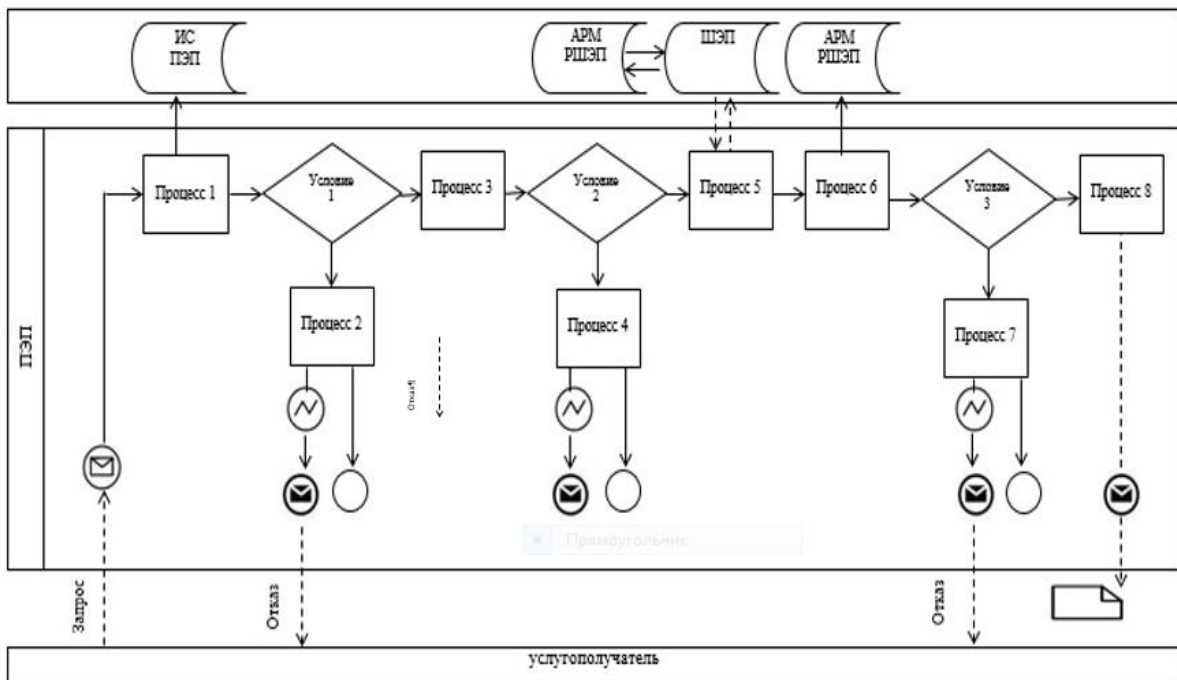 ИС
ПЭП
АРМ
РШЭП
ШЭП
АРМ
РШЭП
ПЭП
Процесс 1
Условие
1
Процесс 3
Условие
2
Процесс 5
Процесс 6
Условие
3
Процесс 8
Процесс 2
Процесс 4
Процесс 7
Отказ¶
Прямоугольник
Запрос
Отказ
Отказ
услугополучатель